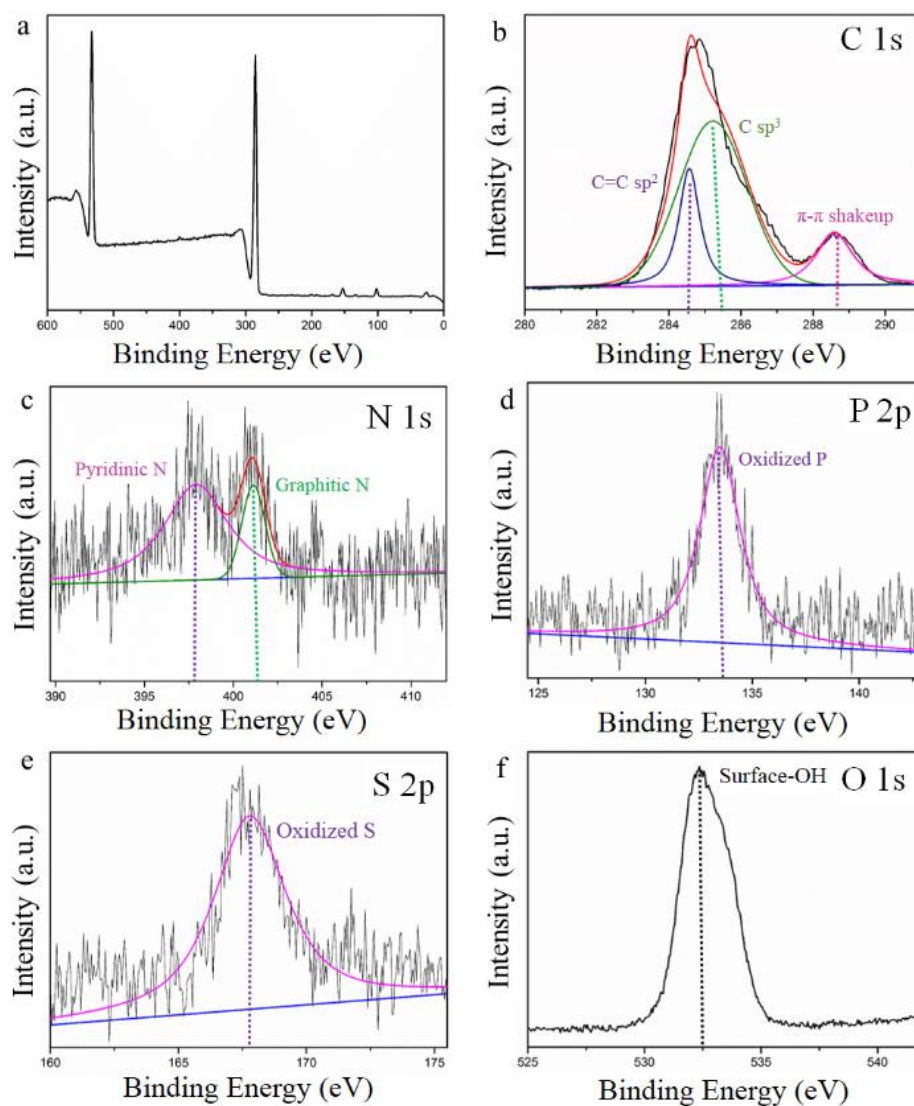 a
Intensity (a.u.)
600 500 400 300 200 100 0
Binding Energy (eV)
b
C 1s
C sp3
C=C sp2
π-π shakeup
Intensity (a.u.)
280 282 284 286 288 290
Binding Energy (eV)
c
N 1s
Pyridinic N
Graphitic N
Intensity (a.u.)
390 395 400 405 410
Binding Energy (eV)
d
P 2p
Oxidized P
Intensity (a.u.)
125 130 135 140
Binding Energy (eV)
e
S 2p
Oxidized S
Intensity (a.u.)
160 165 170 175
Binding Energy (eV)
f
Surface-OH
O 1s
Intensity (a.u.)
525 530 535 540
Binding Energy (eV)